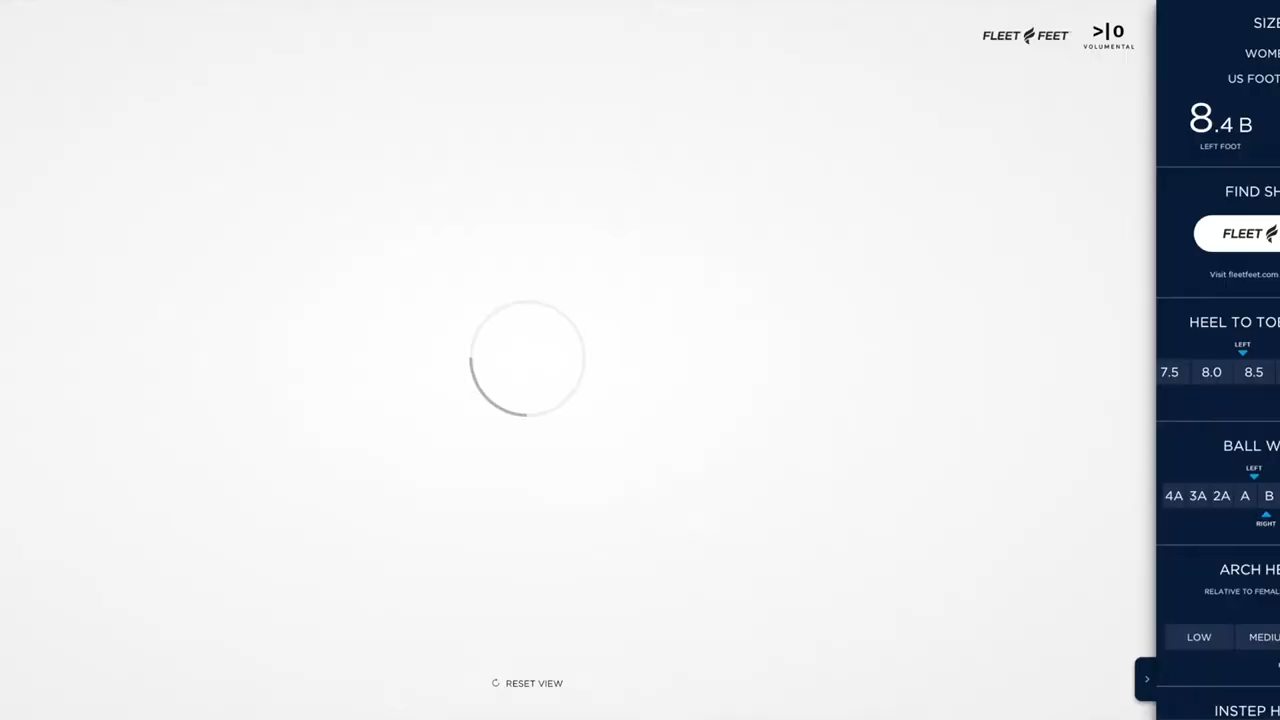 FLEET FEET
>|O
VOLUMENTAL
SIZE
WOME
US FOOT
8.4 B
LEFT FOOT
FIND SH
FLEET
Visit fleetfeet.com
HEEL TO TOE
LEFT
7.5 8.0 8.5
BALL W
LEFT
4A 3A 2A A B
RIGHT
ARCH HE
RELATIVE TO FEMAL
LOW MEDIU
INSTEP H
RESET VIEW